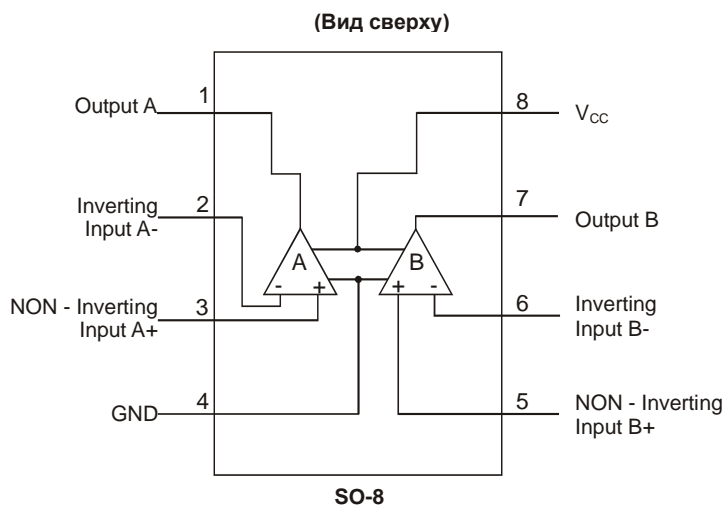 (Вид сверху)
Output A
1
8
V_CC
Inverting
Input A-
2
7
Output B
A
B
-
+
+
-
NON - Inverting
Input A+
3
6
Inverting
Input B-
GND
4
5
NON - Inverting
Input B+
SO-8